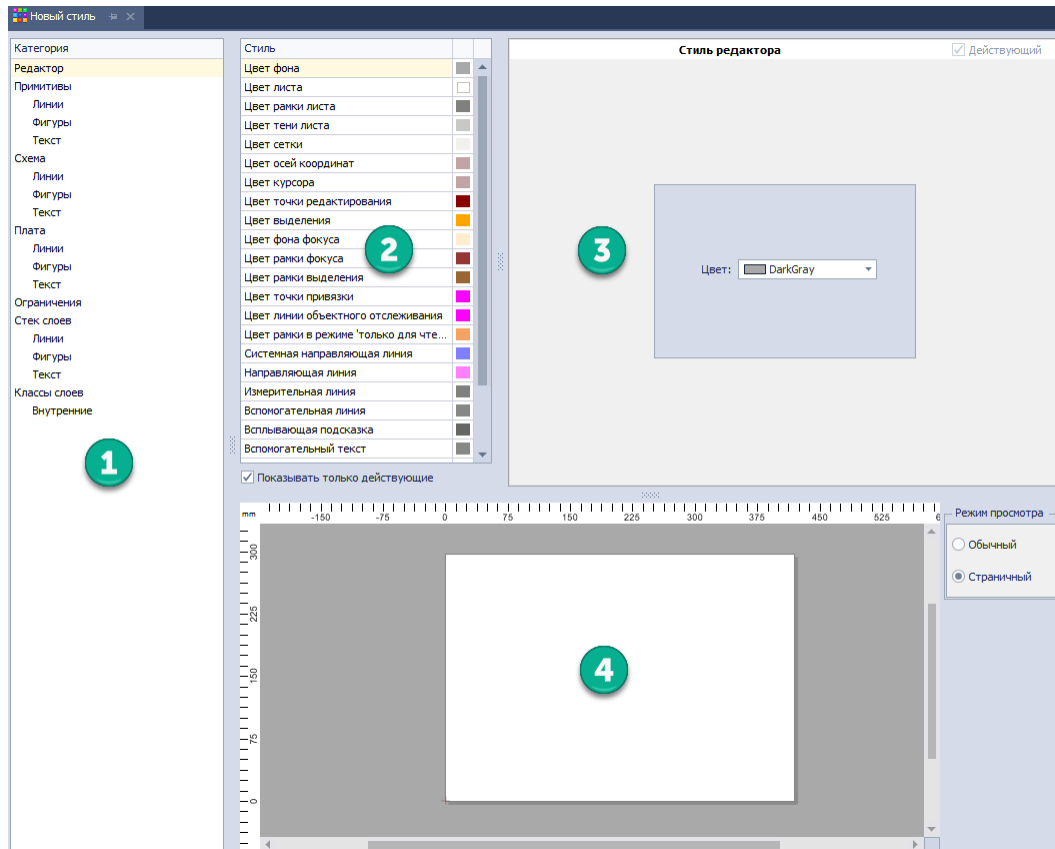 Новый стиль
Категория
Редактор
Примитивы
Линии
Фигуры
Текст
Схема
Линии
Фигуры
Текст
Плата
Линии
Фигуры
Текст
Ограничения
Стек слоев
Линии
Фигуры
Текст
Классы слоев
Внутренние
1
Стиль
Цвет фона
Цвет листа
Цвет рамки листа
Цвет тени листа
Цвет сетки
Цвет осей координат
Цвет курсора
Цвет точки редактирования
Цвет выделения
Цвет фона фокуса
Цвет рамки фокуса
Цвет рамки выделения
Цвет точки привязки
Цвет линии объектного отслеживания
Цвет рамки в режиме 'только для чте...
Системная направляющая линия
Направляющая линия
Измерительная линия
Вспомогательная линия
Всплывающая подсказка
Вспомогательный текст
2
Показывать только действующие
Стиль редактора
Действующий
3
Цвет: DarkGray
mm -150 -75 0 75 150 225 300 375 450 525 6
300
225
150
75
0
4
Режим просмотра
Обычный
Страничный